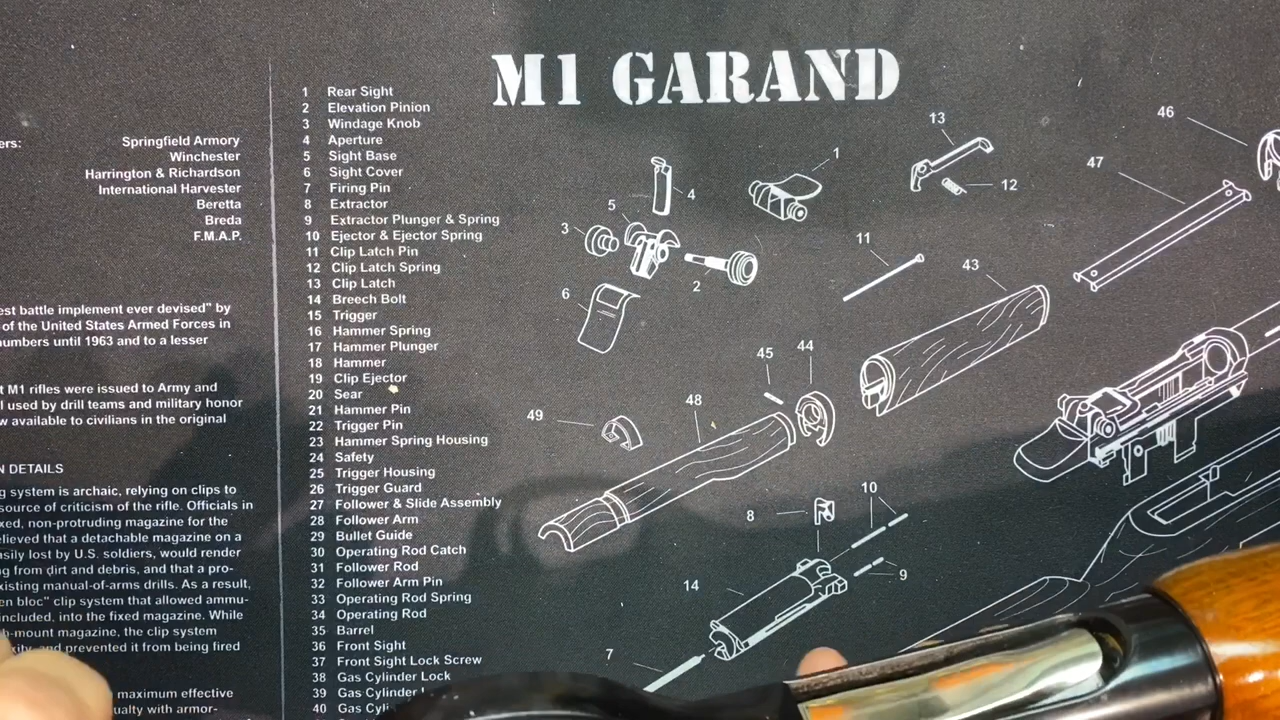 M1 GARAND
ers:
Springfield Armory
Winchester
Harrington & Richardson
International Harvester
Beretta
Breda
F.M.A.P.
est battle implement ever devised" by
of the United States Armed Forces in
numbers until 1963 and to a lesser
t M1 rifles were issued to Army and
l used by drill teams and military honor
w available to civilians in the original
N DETAILS
g system is archaic, relying on clips to
source of criticism of the rifle. Officials in
xed, non-protruding magazine for the
elieved that a detachable magazine on a
asily lost by U.S. soldiers, would render
ng from dirt and debris, and that a pro-
xisting manual-of-arms drills. As a result,
en bloc" clip system that allowed ammu-
included, into the fixed magazine. While
h-mount magazine, the clip system
xity, and prevented it from being fired
maximum effective
ualty with armor-
1 Rear Sight
2 Elevation Pinion
3 Windage Knob
4 Aperture
5 Sight Base
6 Sight Cover
7 Firing Pin
8 Extractor
9 Extractor Plunger & Spring
10 Ejector & Ejector Spring
11 Clip Latch Pin
12 Clip Latch Spring
13 Clip Latch
14 Breech Bolt
15 Trigger
16 Hammer Spring
17 Hammer Plunger
18 Hammer
19 Clip Ejector
20 Sear
21 Hammer Pin
22 Trigger Pin
23 Hammer Spring Housing
24 Safety
25 Trigger Housing
26 Trigger Guard
27 Follower & Slide Assembly
28 Follower Arm
29 Bullet Guide
30 Operating Rod Catch
31 Follower Rod
32 Follower Arm Pin
33 Operating Rod Spring
34 Operating Rod
35 Barrel
36 Front Sight
37 Front Sight Lock Screw
38 Gas Cylinder Lock
39 Gas Cylinder
40 Gas
46
13
1
47
12
4
5
3
11
43
2
6
45
44
49
48
10
8
9
14
7